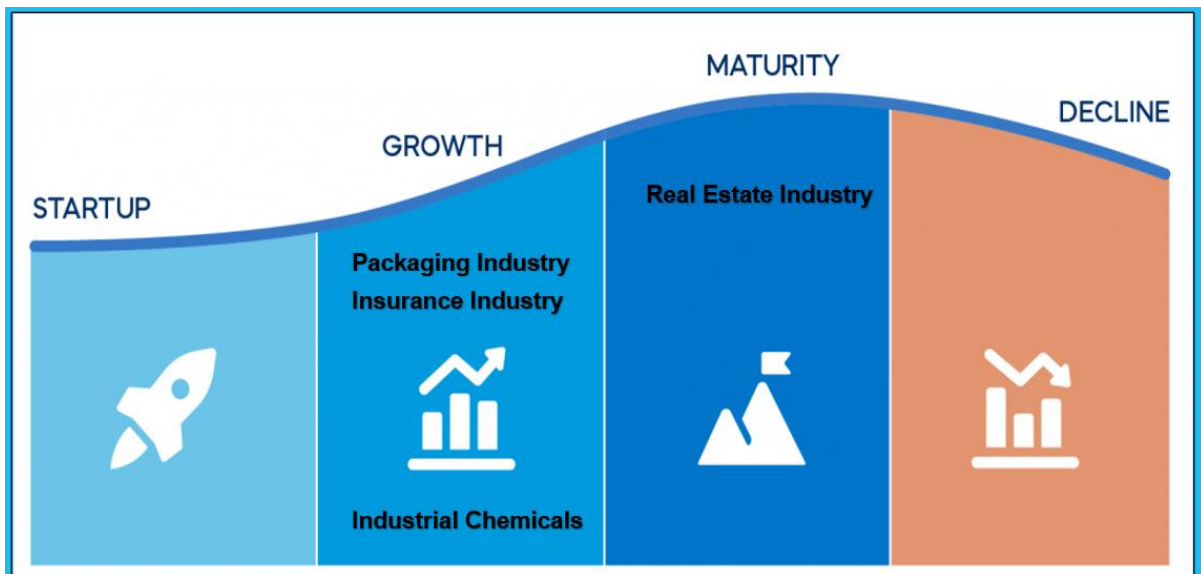 STARTUP
GROWTH
MATURITY
DECLINE
Packaging Industry
Insurance Industry
Industrial Chemicals
Real Estate Industry